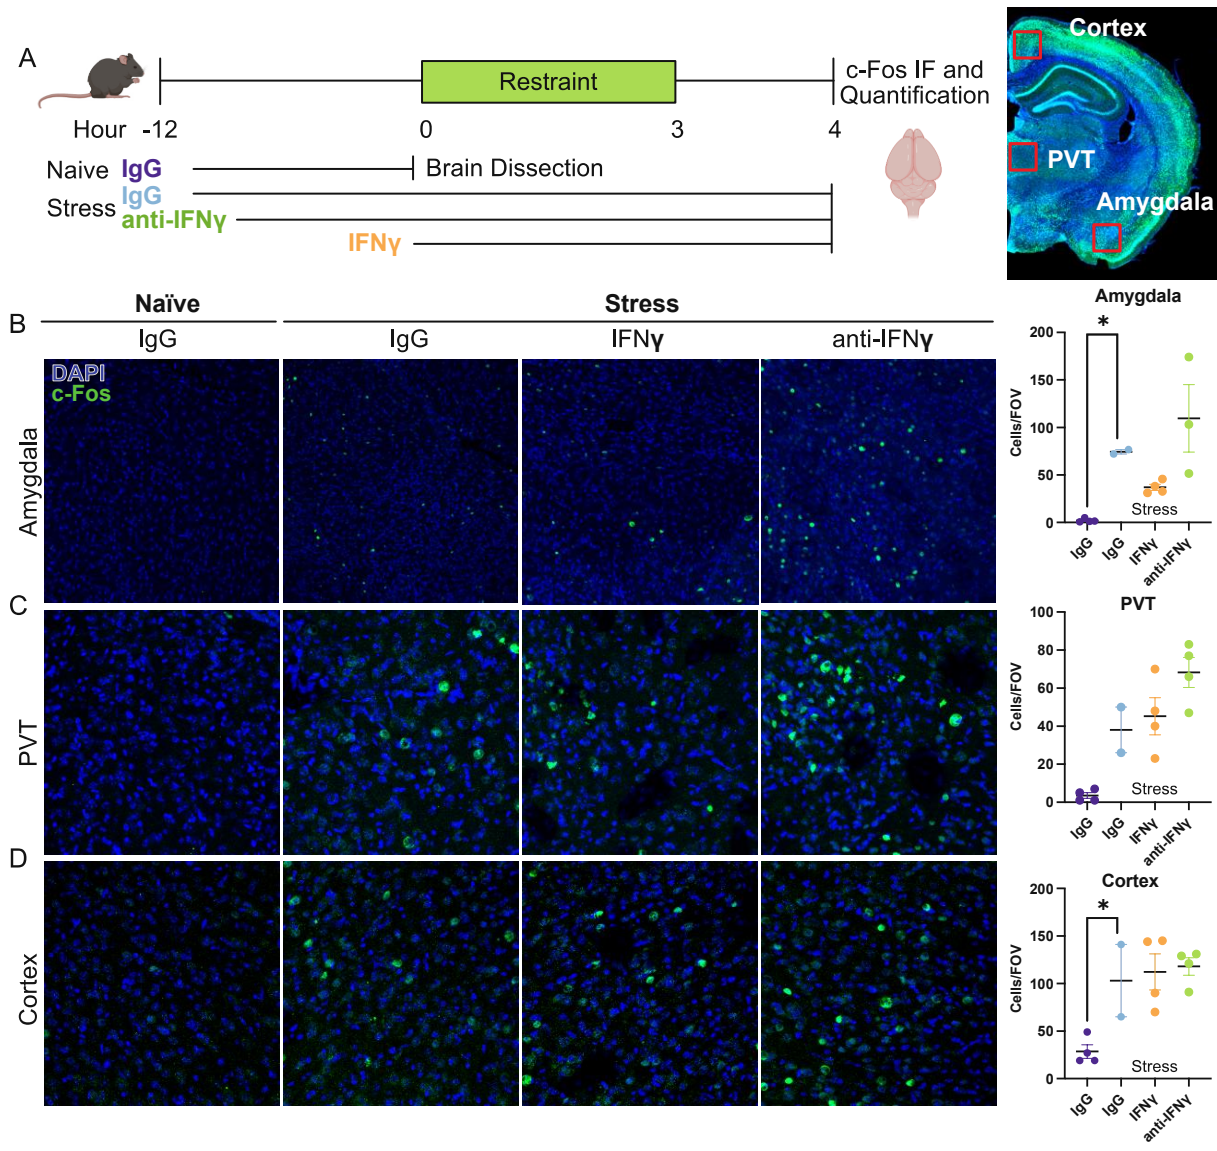 A
Restraint
c-Fos IF and
Quantification
Hour -12 0 3 4
Naive IgG Brain Dissection
Stress IgG
anti-IFNγ
IFNγ
Cortex
PVT
Amygdala
Naïve Stress
B
IgG IgG IFNγ anti-IFNγ
DAPI
c-Fos
Amygdala
Amygdala
*
200
150
100
50
0
Cells/FOV
Stress
IgG IgG IFNγ anti-IFNγ
C
PVT
PVT
100
80
60
40
20
0
Cells/FOV
Stress
IgG IgG IFNγ anti-IFNγ
D
Cortex
Cortex
*
200
150
100
50
0
Cells/FOV
Stress
IgG IgG IFNγ anti-IFNγ